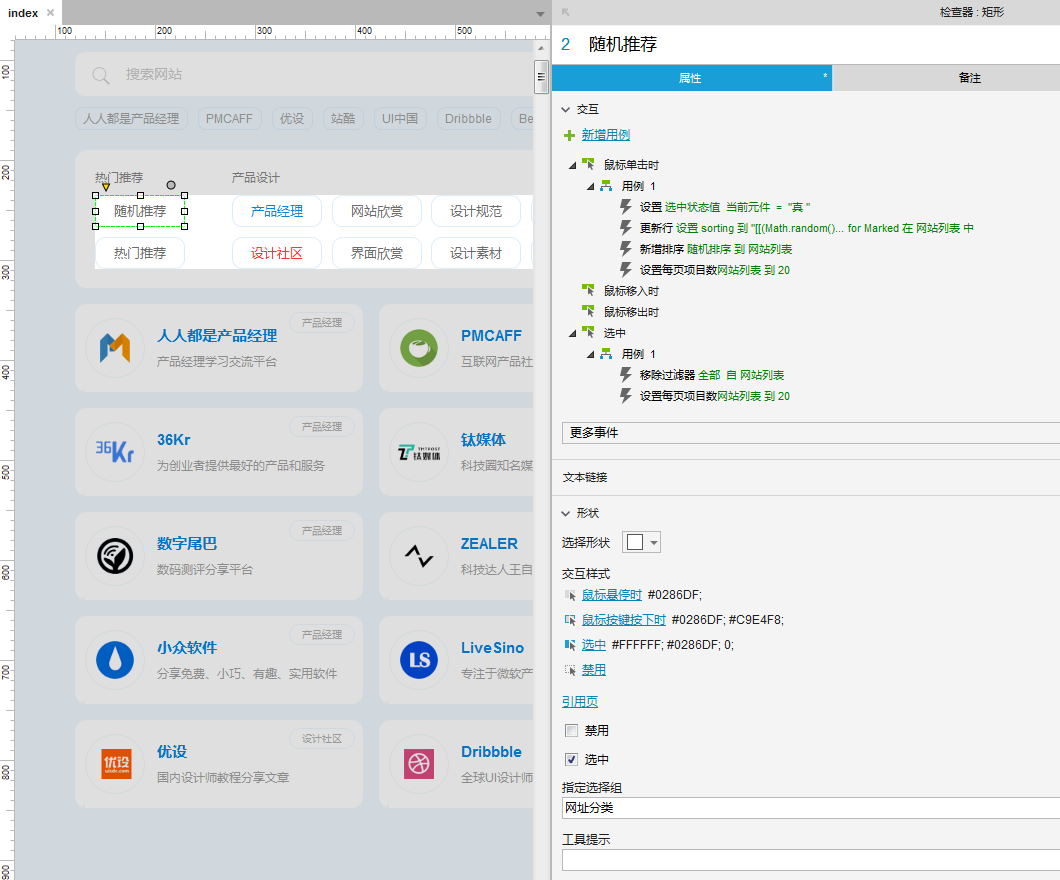 index
100 200 300 400 500
检查器 : 矩形
2 随机推荐
属性 *
备注
搜索网站
人人都是产品经理 PMCAFF 优设 站酷 UI中国 Dribbble Be
热门推荐 产品设计
随机推荐 产品经理 网站欣赏 设计规范
热门推荐 设计社区 界面欣赏 设计素材
产品经理
人人都是产品经理
产品经理学习交流平台
PMCAFF
互联网产品社
产品经理
36Kr
36Kr
为创业者提供最好的产品和服务
TMTPOST
钛媒体
钛媒体
科技圈知名媒
产品经理
数字尾巴
数码测评分享平台
ZEALER
科技达人王自
产品经理
小众软件
分享免费、小巧、有趣、实用软件
LS
LiveSino
专注于微软产
设计社区
优设
uisdc.com
优设
国内设计师教程分享文章
Dribbble
全球UI设计师
100
200
300
400
500
600
700
800
900
交互
新增用例
鼠标单击时
用例 1
设置 选中状态值 当前元件 = "真 "
更新行 设置 sorting 到 "[[(Math.random()... for Marked 在 网站列表 中
新增排序 随机排序 到 网站列表
设置每页项目数网站列表 到 20
鼠标移入时
鼠标移出时
选中
用例 1
移除过滤器 全部 自 网站列表
设置每页项目数网站列表 到 20
更多事件
文本链接
形状
选择形状
交互样式
鼠标悬停时 #0286DF;
鼠标按键按下时 #0286DF; #C9E4F8;
选中 #FFFFFF; #0286DF; 0;
禁用
引用页
禁用
选中
指定选择组
网址分类
工具提示